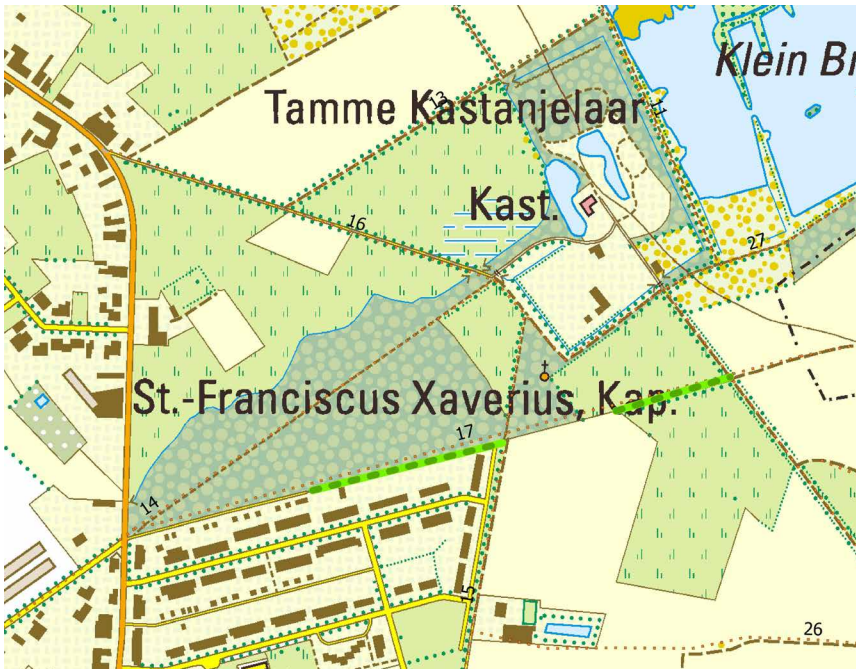 Klein Br
Tamme Kastanjelaar
13
11
Kast.
16
27
St.-Franciscus Xaverius, Kap.
17
14
15
26